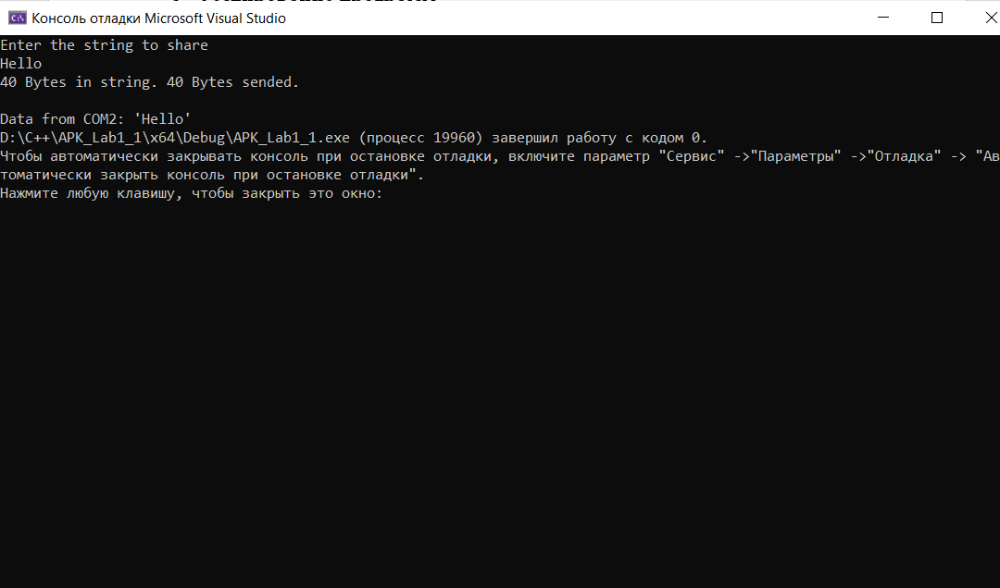 Консоль отладки Microsoft Visual Studio
Enter the string to share
Hello
40 Bytes in string. 40 Bytes sended.
Data from COM2: 'Hello'
D:\C++\APK_Lab1_1\x64\Debug\APK_Lab1_1.exe (процесс 19960) завершил работу с кодом 0.
Чтобы автоматически закрывать консоль при остановке отладки, включите параметр "Сервис" ->"Параметры" ->"Отладка" -> "Ав
томатически закрыть консоль при остановке отладки".
Нажмите любую клавишу, чтобы закрыть это окно: